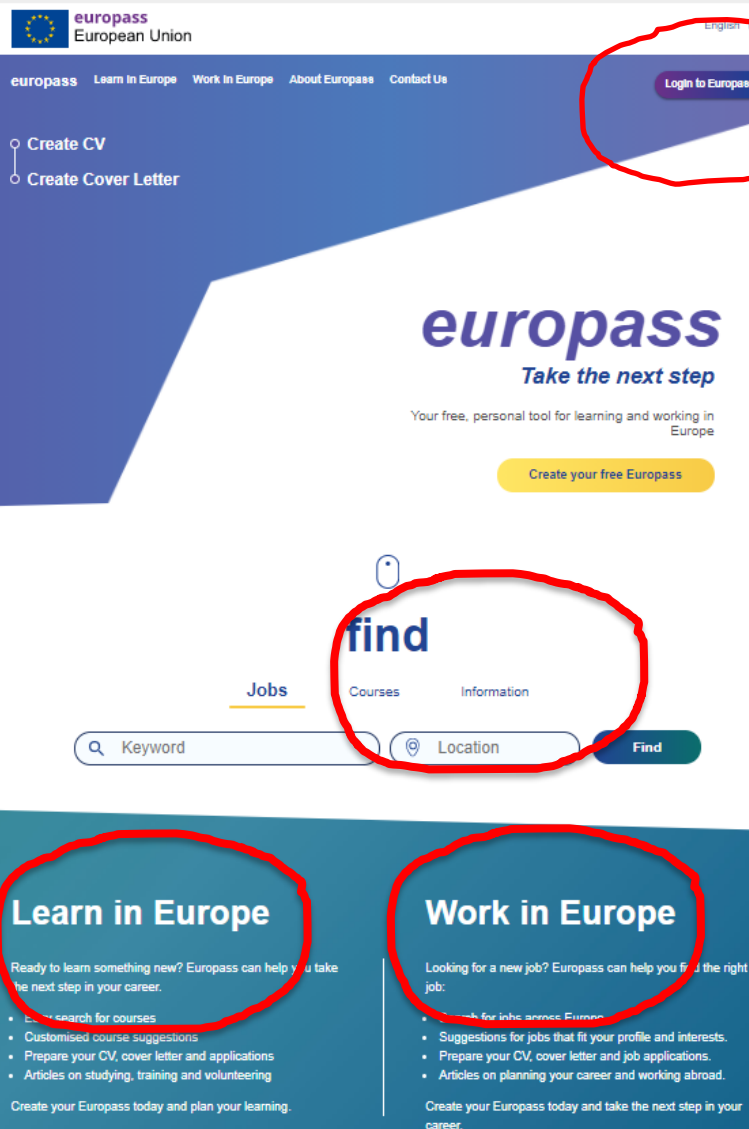 europass
European Union
English
europass Learn in Europe Work in Europe About Europass Contact Us
Login to Europass
Create CV
Create Cover Letter
europass
Take the next step
Your free, personal tool for learning and working in
Europe
Create your free Europass
find
Jobs Courses Information
Keyword Location Find
Learn in Europe
Ready to learn something new? Europass can help you take
the next step in your career.
• Easy search for courses
• Customised course suggestions
• Prepare your CV, cover letter and applications
• Articles on studying, training and volunteering
Create your Europass today and plan your learning.
Work in Europe
Looking for a new job? Europass can help you find the right
job:
• Search for jobs across Europe
• Suggestions for jobs that fit your profile and interests.
• Prepare your CV, cover letter and job applications.
• Articles on planning your career and working abroad.
Create your Europass today and take the next step in your
career.